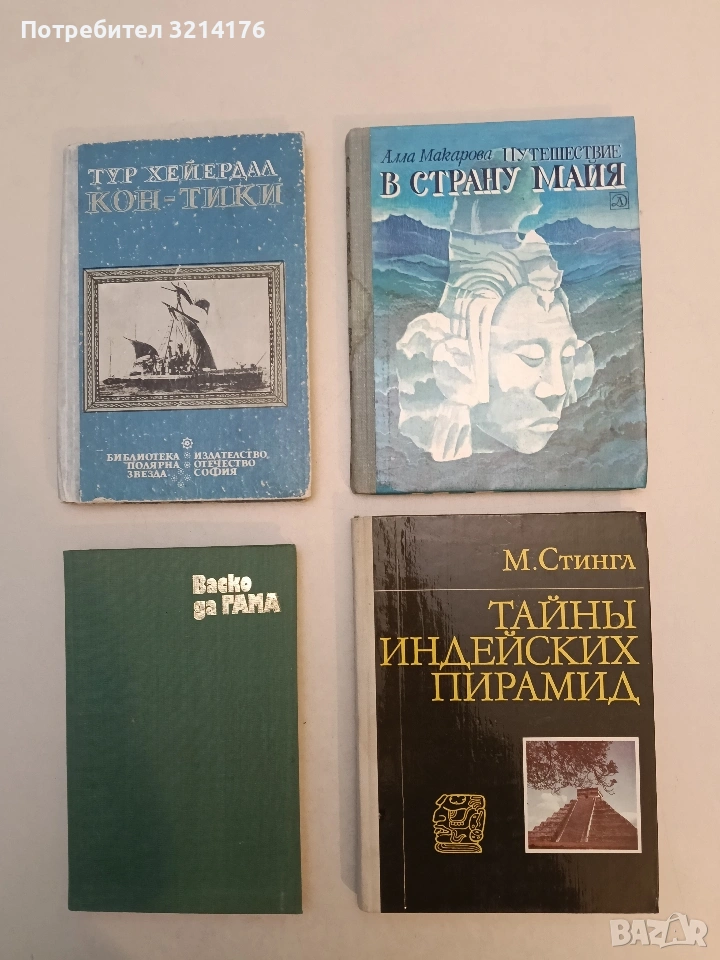 Потребител 3214176
ТУР ХЕЙЕРДАЛ
КОН-ТИКИ
БИБЛИОТЕКА
ПОЛЯРНА
ЗВЕЗДА
ИЗДАТЕЛСТВО
ОТЕЧЕСТВО
СОФИЯ
Алла Макарова ПУТЕШЕСТВИЕ
В СТРАНУ МАЙЯ
Д
Васко
да ГАМА
М. Стингл
ТАЙНЫ
ИНДЕЙСКИХ
ПИРАМИД
BAZAR